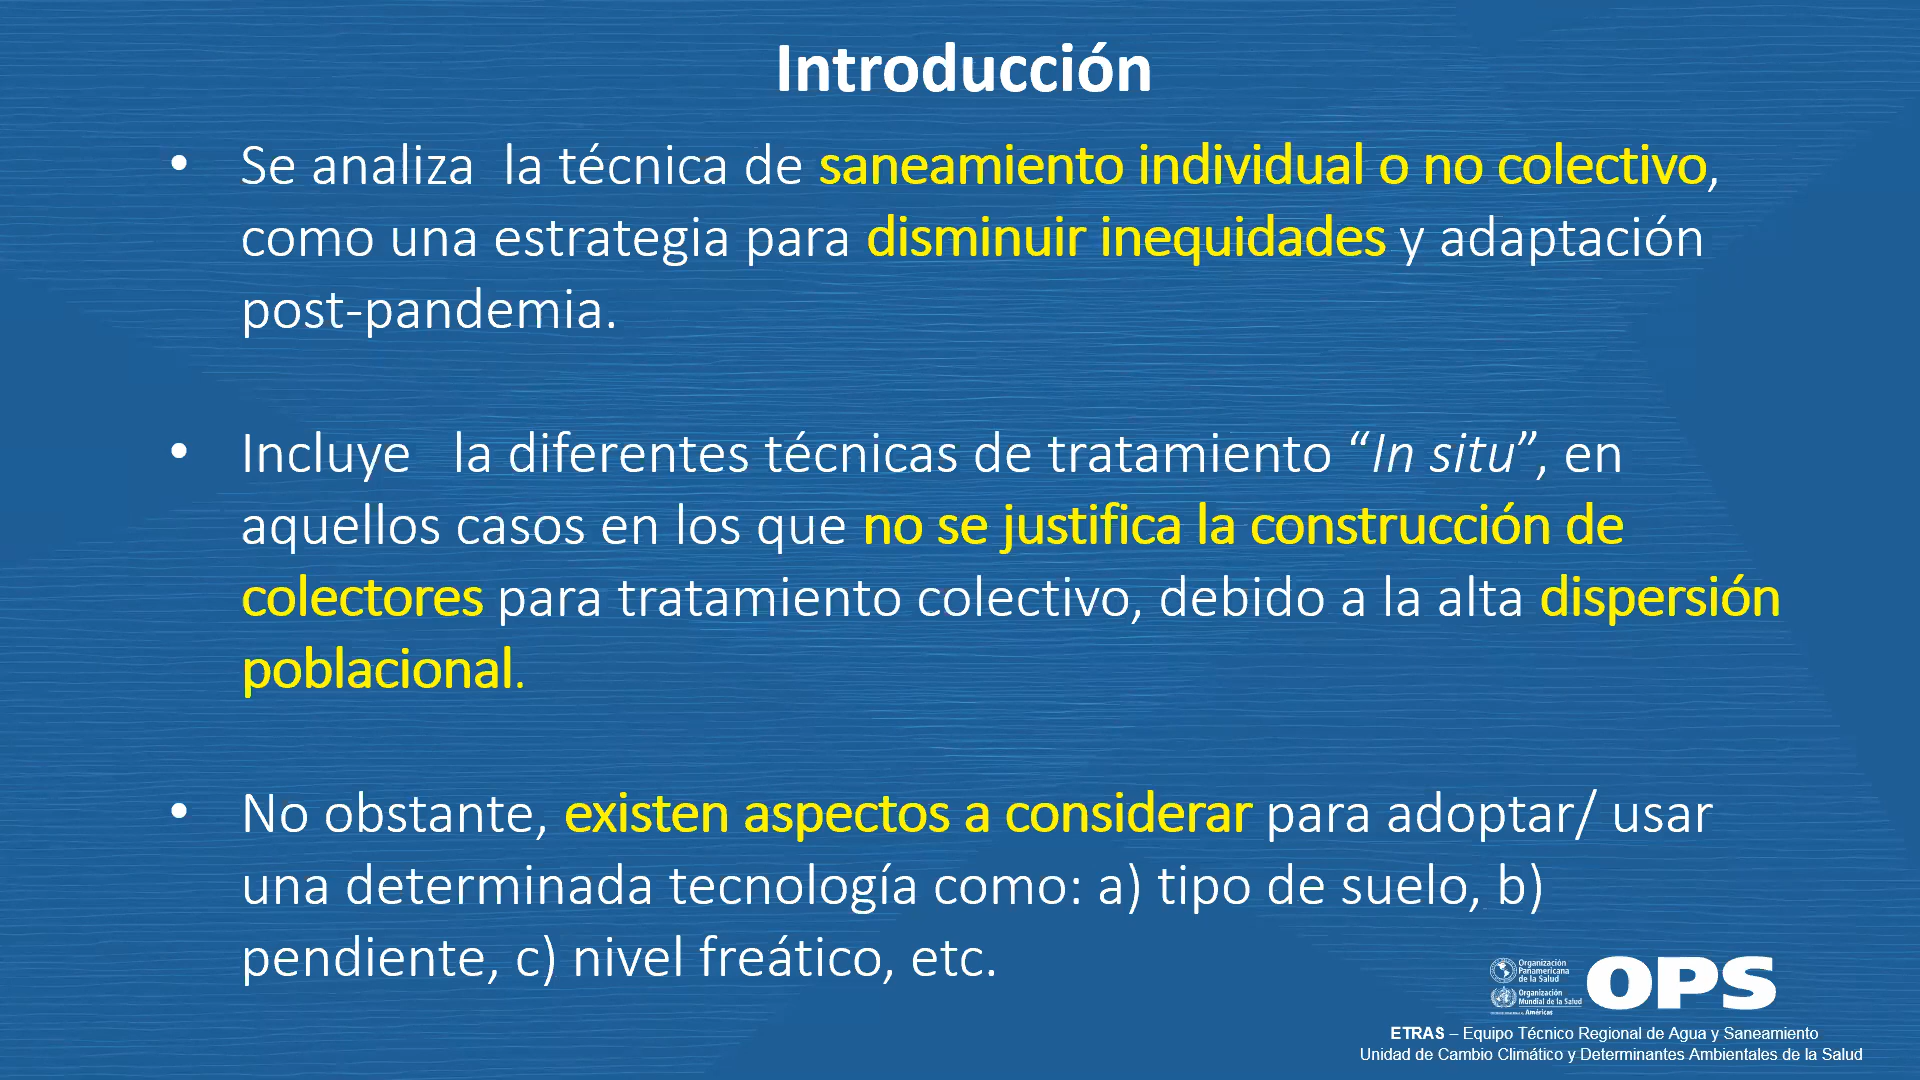 Introducción
• Se analiza  la técnica de saneamiento individual o no colectivo,
como una estrategia para disminuir inequidades y adaptación
post-pandemia.
• Incluye   la diferentes técnicas de tratamiento “In situ”, en
aquellos casos en los que no se justifica la construcción de
colectores para tratamiento colectivo, debido a la alta dispersión
poblacional.
• No obstante, existen aspectos a considerar para adoptar/ usar
una determinada tecnología como: a) tipo de suelo, b)
pendiente, c) nivel freático, etc.
Organización
Panamericana
de la Salud
Organización
Mundial de la Salud
Américas
OPS
ETRAS – Equipo Técnico Regional de Agua y Saneamiento
Unidad de Cambio Climático y Determinantes Ambientales de la Salud